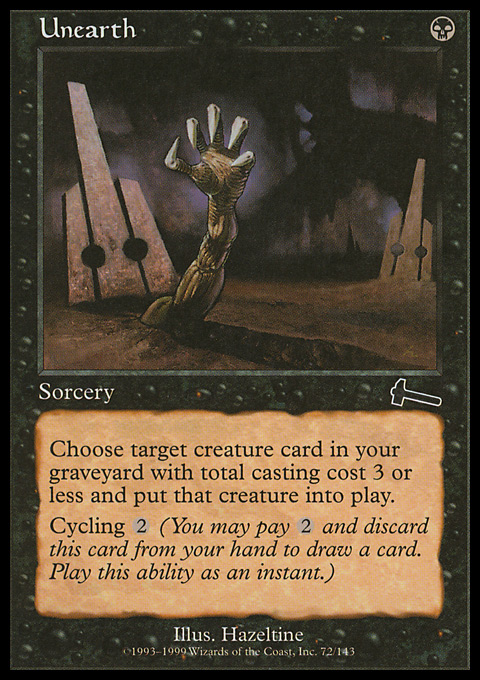 Unearth
Sorcery
Choose target creature card in your
graveyard with total casting cost 3 or
less and put that creature into play.
Cycling 2 (You may pay 2 and discard
this card from your hand to draw a card.
Play this ability as an instant.)
Illus. Hazeltine
©1993-1999 Wizards of the Coast, Inc. 72/143